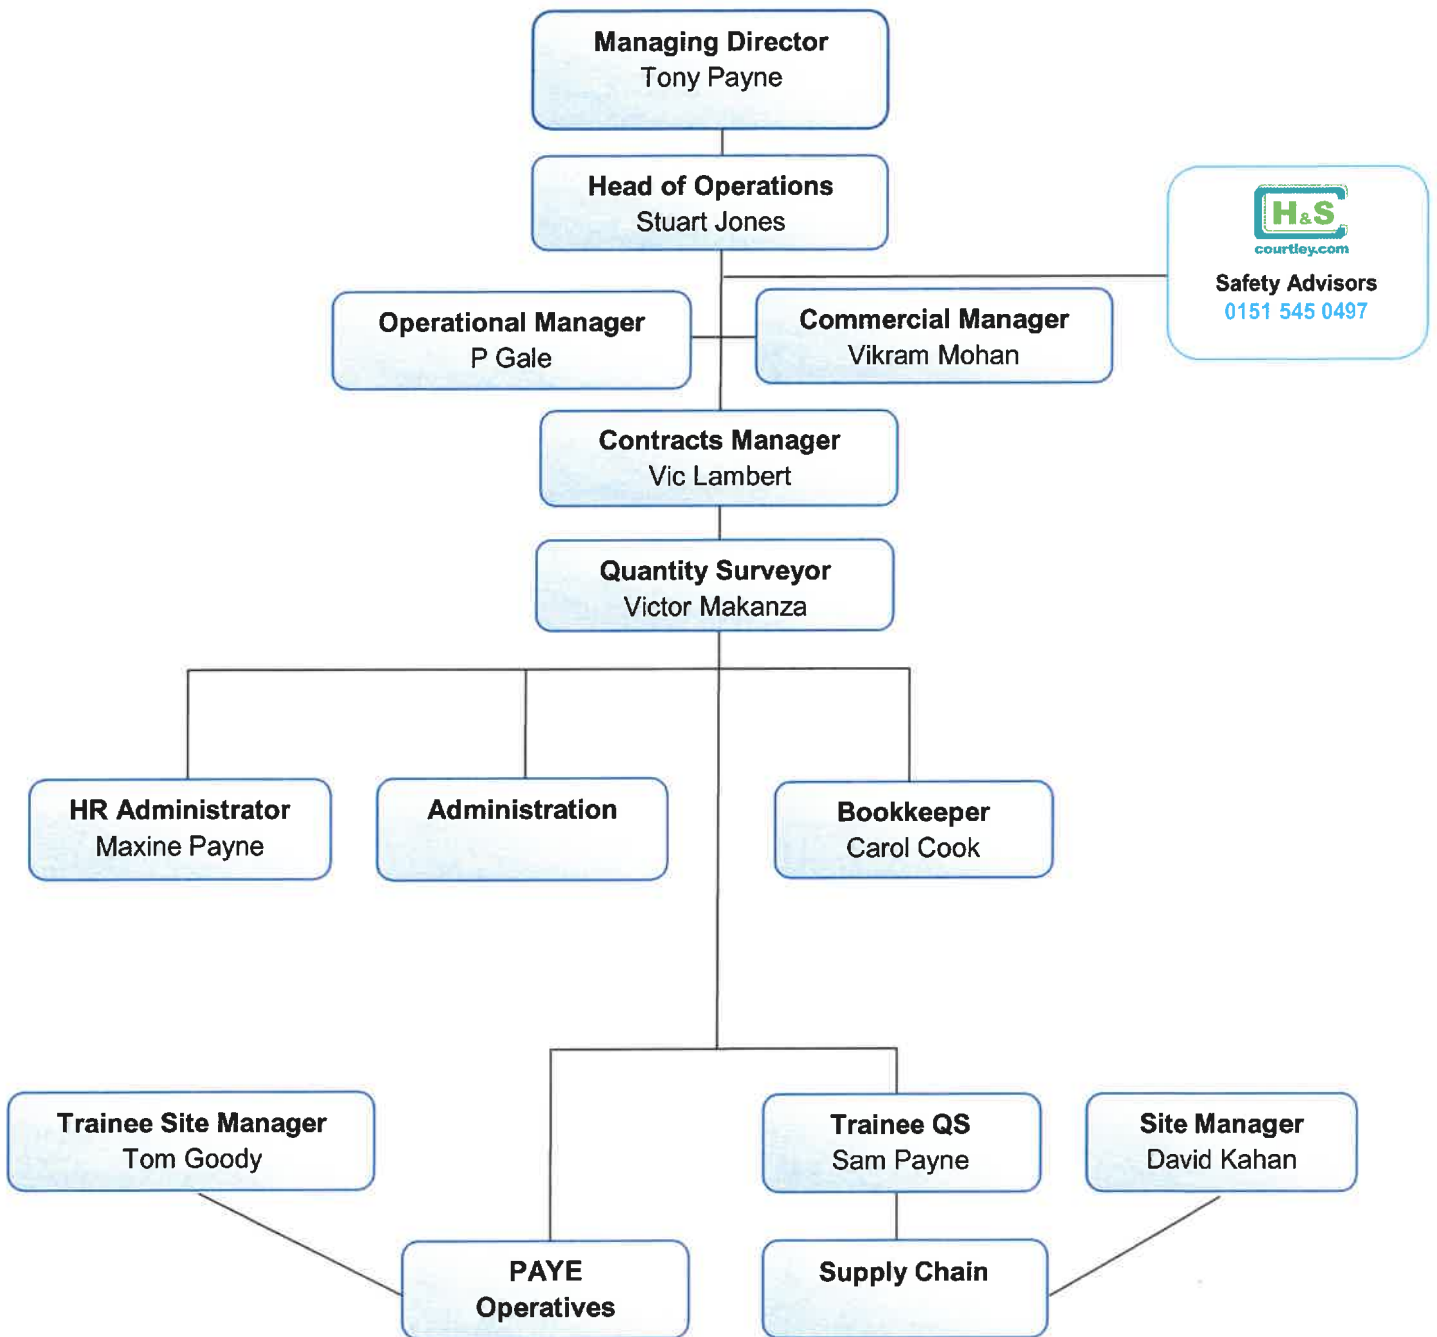 Managing Director
Tony Payne
Head of Operations
Stuart Jones
H&S
courtley.com
Safety Advisors
0151 545 0497
Operational Manager
P Gale
Commercial Manager
Vikram Mohan
Contracts Manager
Vic Lambert
Quantity Surveyor
Victor Makanza
HR Administrator
Maxine Payne
Administration
Bookkeeper
Carol Cook
Trainee Site Manager
Tom Goody
Trainee QS
Sam Payne
Site Manager
David Kahan
PAYE
Operatives
Supply Chain